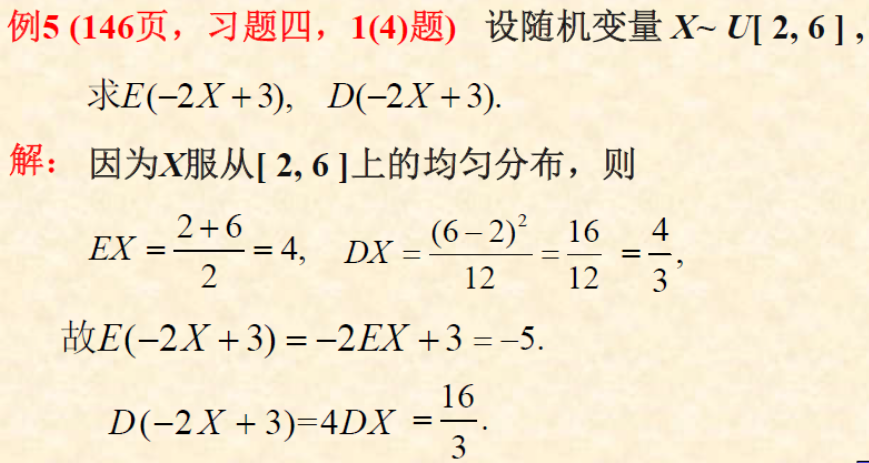 例5 (146页，习题四，1(4)题) 设随机变量 X~ U[ 2, 6 ] ,
求E(−2X+3), D(−2X+3).
解： 因为X服从[ 2, 6 ]上的均匀分布，则
EX = \frac{2+6}{2} = 4, DX = \frac{(6−2)^2}{12} = \frac{16}{12} = \frac{4}{3},
故E(−2X+3) = −2EX+3 = −5.
D(−2X+3)=4DX = \frac{16}{3}.